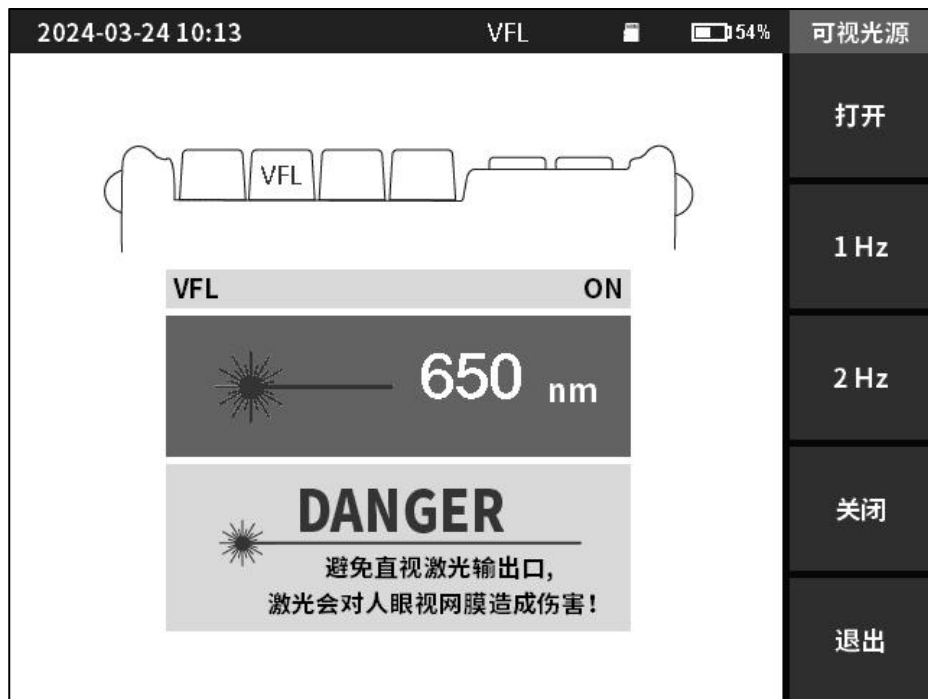 2024-03-24 10:13 VFL 54% 可视光源
打开
VFL
1 Hz
VFL ON
650 nm
2 Hz
DANGER
避免直视激光输出口,
激光会对人眼视网膜造成伤害!
关闭
退出